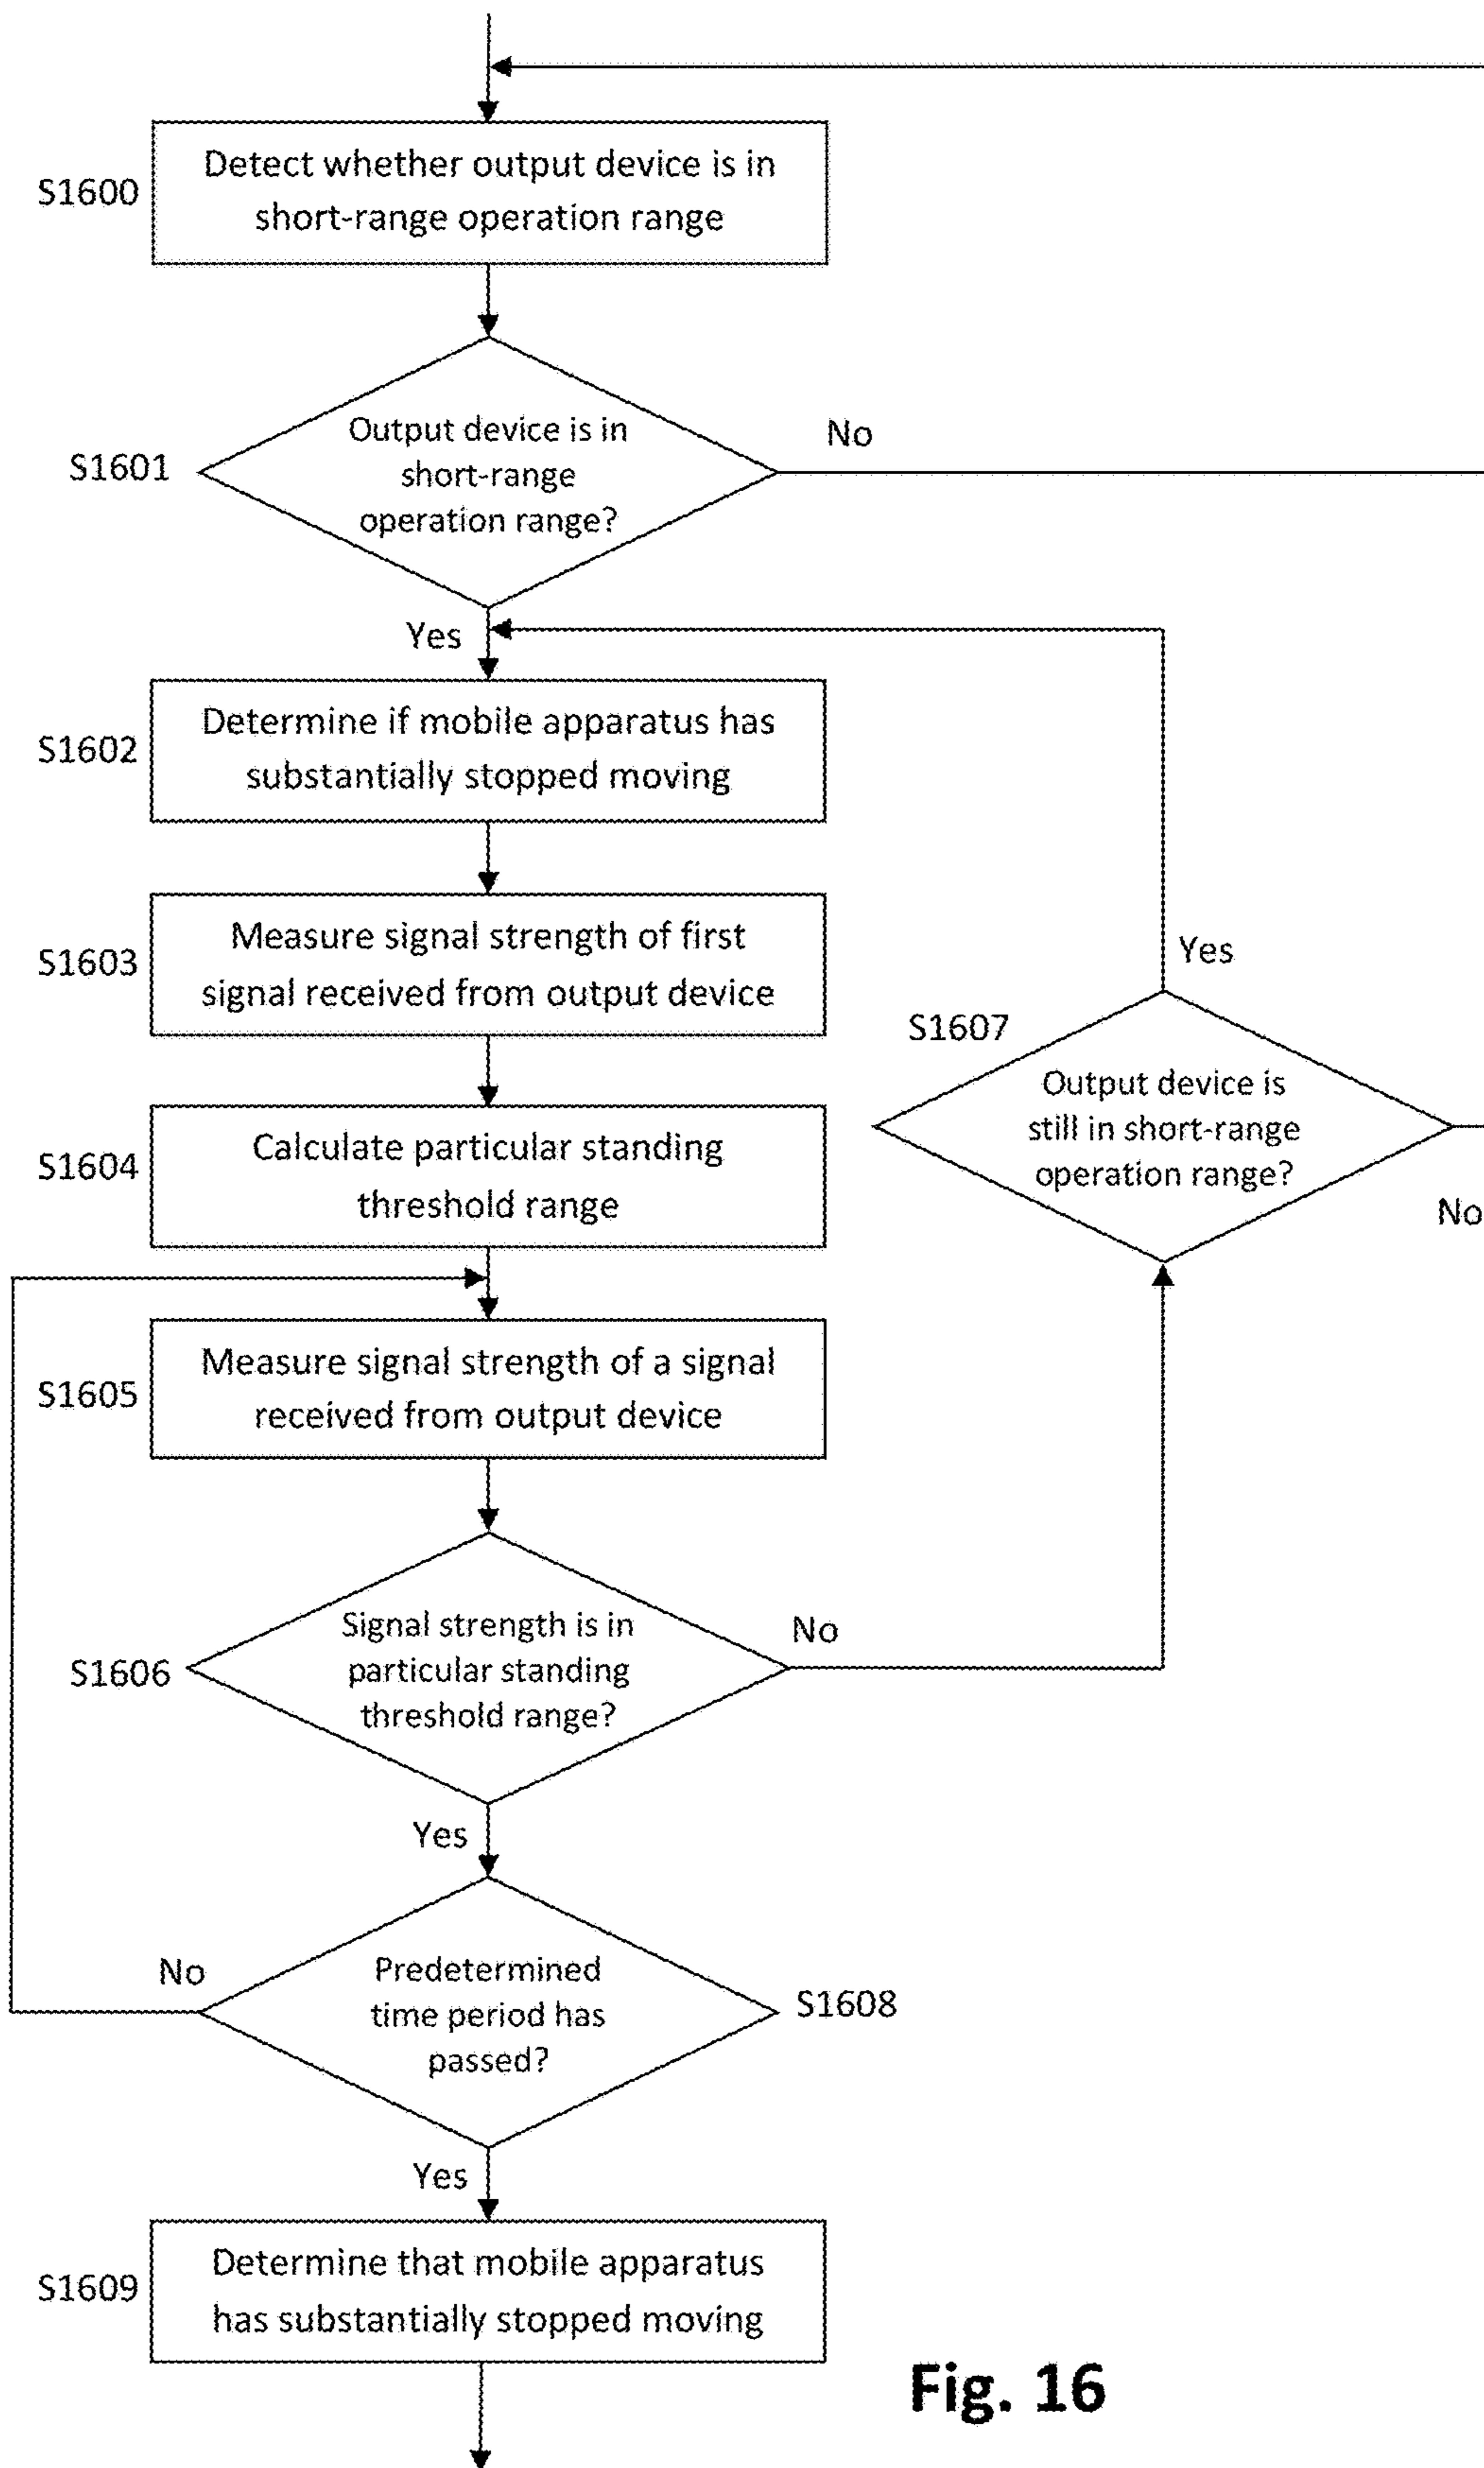 S1600
Detect whether output device is in
short-range operation range
S1601
Output device is in
short-range
operation range?
No
Yes
S1602
Determine if mobile apparatus has
substantially stopped moving
S1603
Measure signal strength of first
signal received from output device
Yes
S1607
Output device is
still in short-range
operation range?
No
S1604
Calculate particular standing
threshold range
S1605
Measure signal strength of a signal
received from output device
S1606
Signal strength is in
particular standing
threshold range?
No
Yes
No
Predetermined
time period has
passed?
S1608
Yes
S1609
Determine that mobile apparatus
has substantially stopped moving
Fig. 16